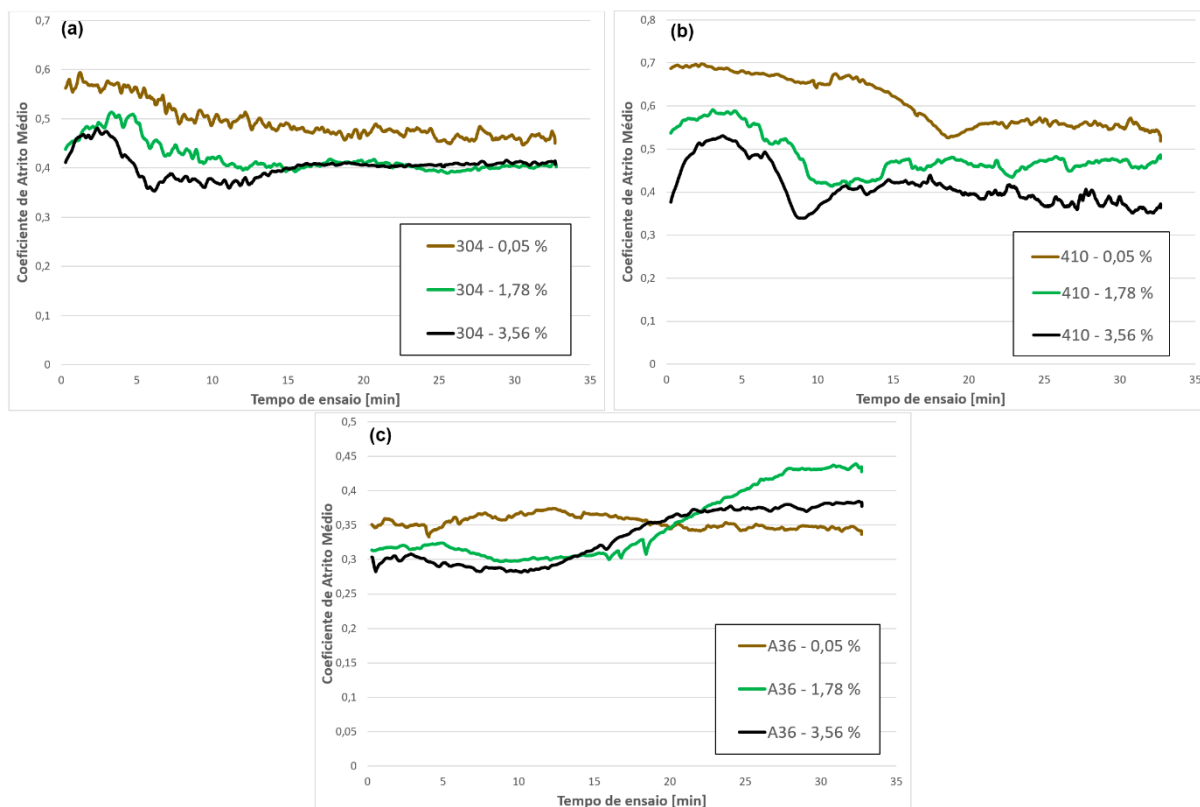 (a)
Coeficiente de Atrito Médio
0,7
0,6
0,5
0,4
0,3
0,2
0,1
0
304 - 0,05 %
304 - 1,78 %
304 - 3,56 %
0 5 10 15 20 25 30 35
Tempo de ensaio [min]
(b)
Coeficiente de Atrito Médio
0,8
0,7
0,6
0,5
0,4
0,3
0,2
0,1
0
410 - 0,05 %
410 - 1,78 %
410 - 3,56 %
0 5 10 15 20 25 30 35
Tempo de ensaio [min]
(c)
Coeficiente de Atrito Médio
0,5
0,45
0,4
0,35
0,3
0,25
0,2
0,15
0,1
0,05
0
A36 - 0,05 %
A36 - 1,78 %
A36 - 3,56 %
0 5 10 15 20 25 30 35
Tempo de ensaio [min]